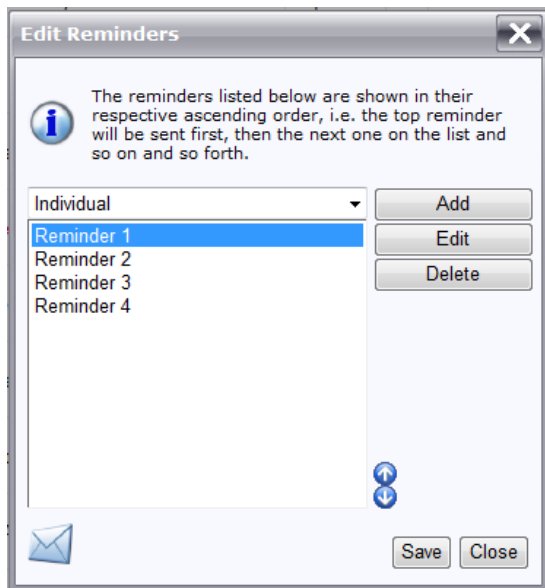 Edit Reminders
The reminders listed below are shown in their
respective ascending order, i.e. the top reminder
will be sent first, then the next one on the list and
so on and so forth.
Individual
Add
Reminder 1
Edit
Reminder 2
Delete
Reminder 3
Reminder 4
Save
Close